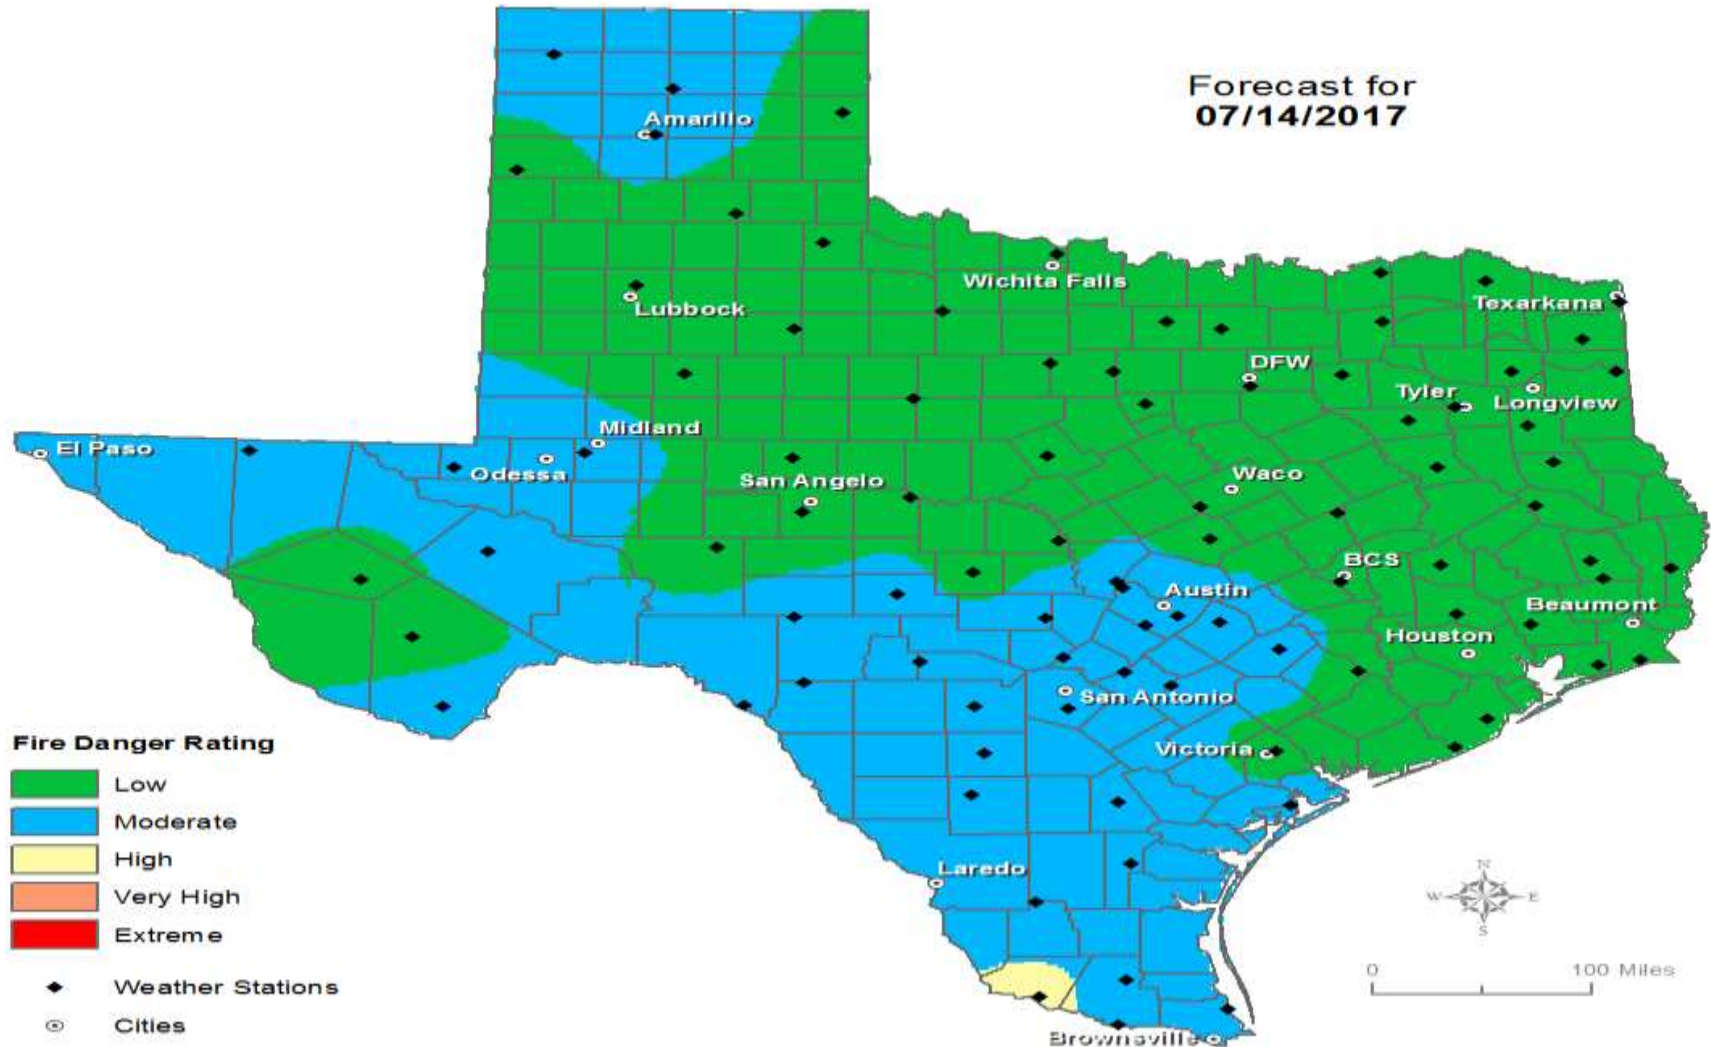 Forecast for
07/14/2017
Amarillo
Wichita Falls
Lubbock
Texarkana
DFW
Tyler
Longview
Midland
El Paso
Odessa
San Angelo
Waco
BCS
Austin
Beaumont
Houston
San Antonio
Victoria
Laredo
Brownsville
Fire Danger Rating
Low
Moderate
High
Very High
Extreme
Weather Stations
Cities
N
W E
S
0 100 Miles